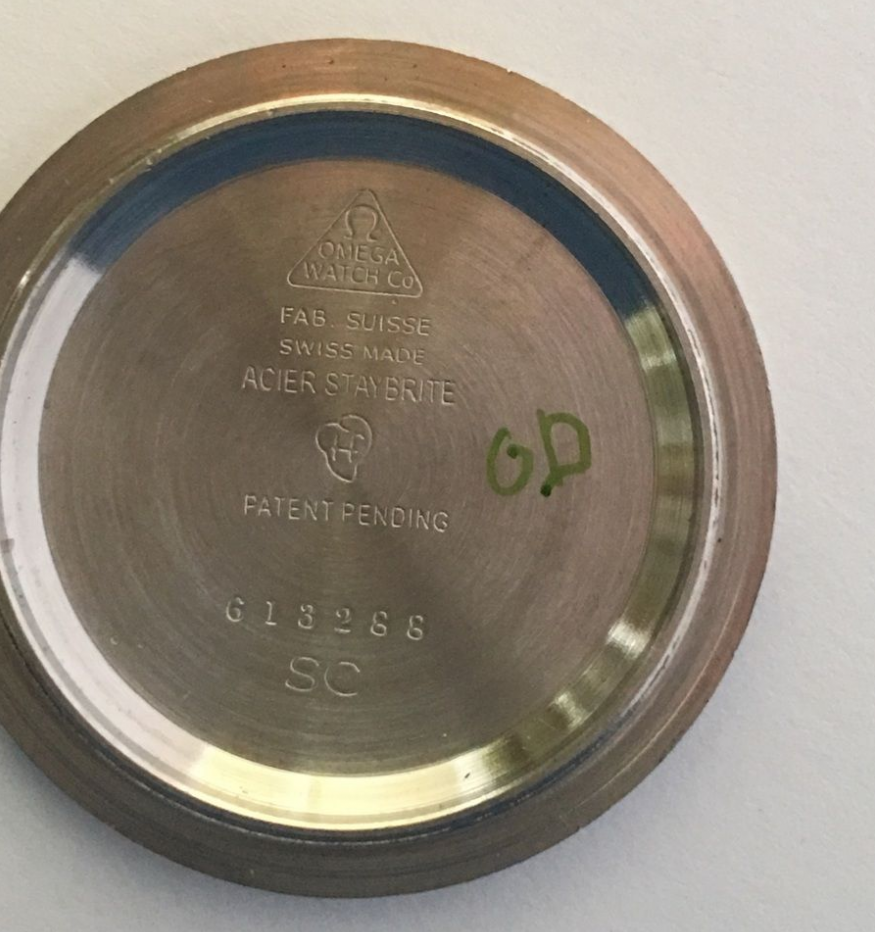 Ω
OMEGA
WATCH Co
FAB. SUISSE
SWISS MADE
ACIER STAYBRITE
H
GD
PATENT PENDING
613288
SC